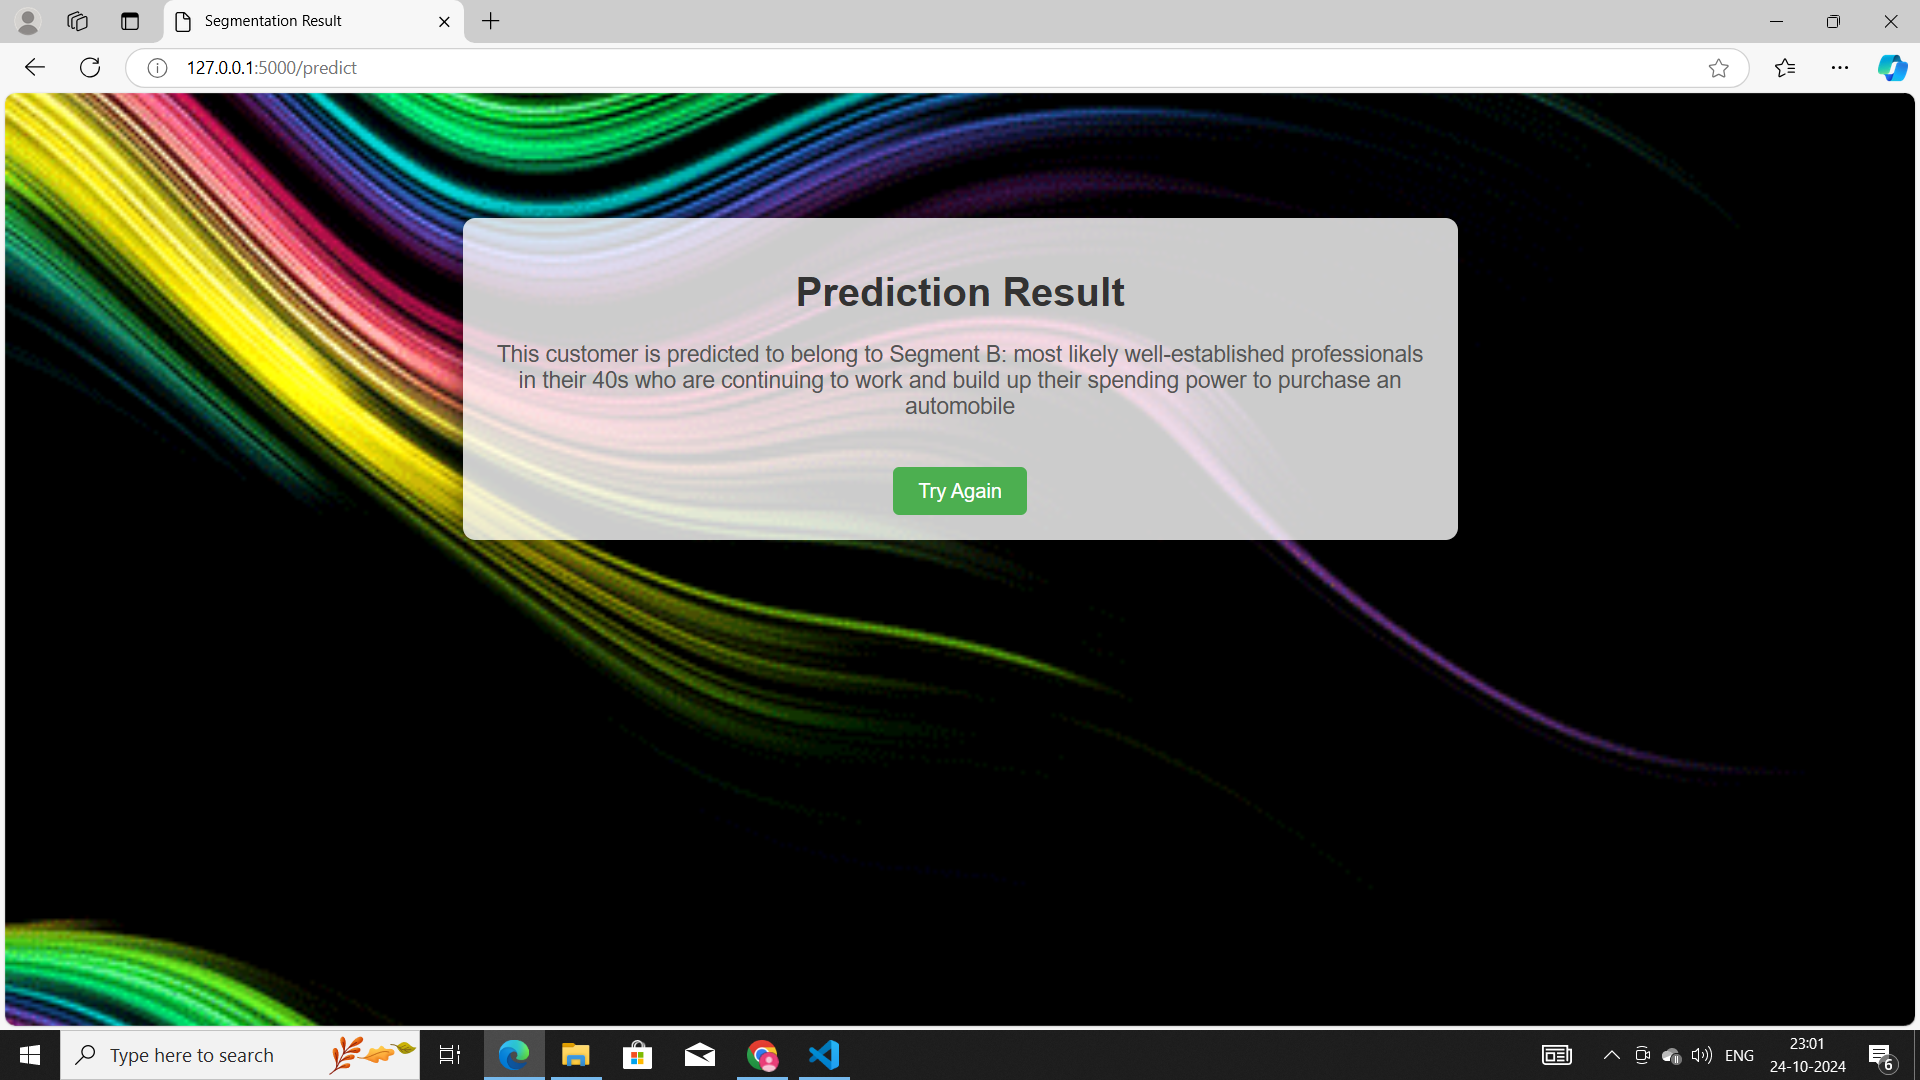 Segmentation Result
127.0.0.1:5000/predict
Prediction Result
This customer is predicted to belong to Segment B: most likely well-established professionals
in their 40s who are continuing to work and build up their spending power to purchase an
automobile
Try Again
Type here to search
ENG
23:01
24-10-2024
6